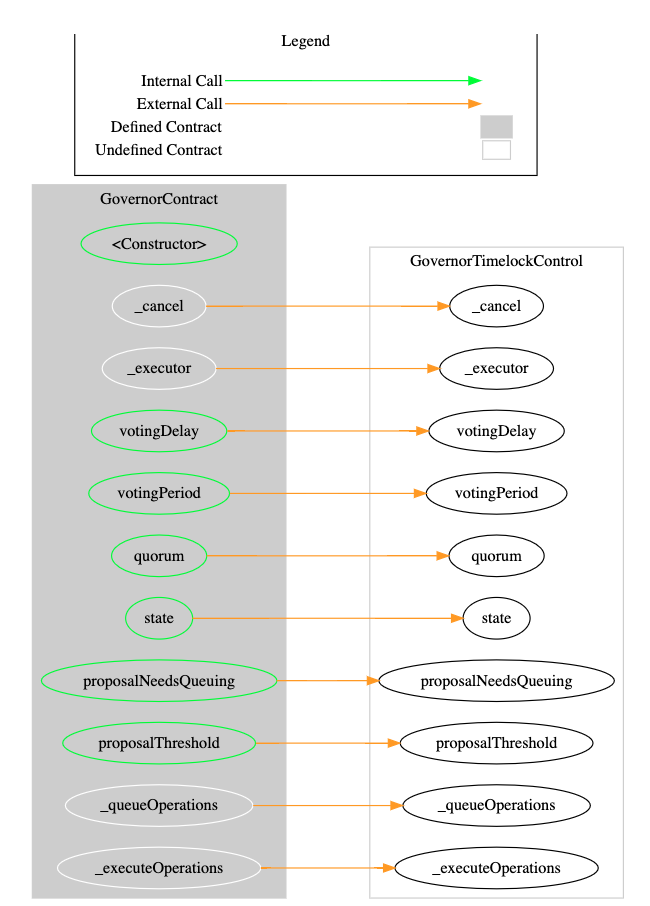 Legend
Internal Call
External Call
Defined Contract
Undefined Contract
GovernorContract
<Constructor>
_cancel
_executor
votingDelay
votingPeriod
quorum
state
proposalNeedsQueuing
proposalThreshold
_queueOperations
_executeOperations
GovernorTimelockControl
_cancel
_executor
votingDelay
votingPeriod
quorum
state
proposalNeedsQueuing
proposalThreshold
_queueOperations
_executeOperations